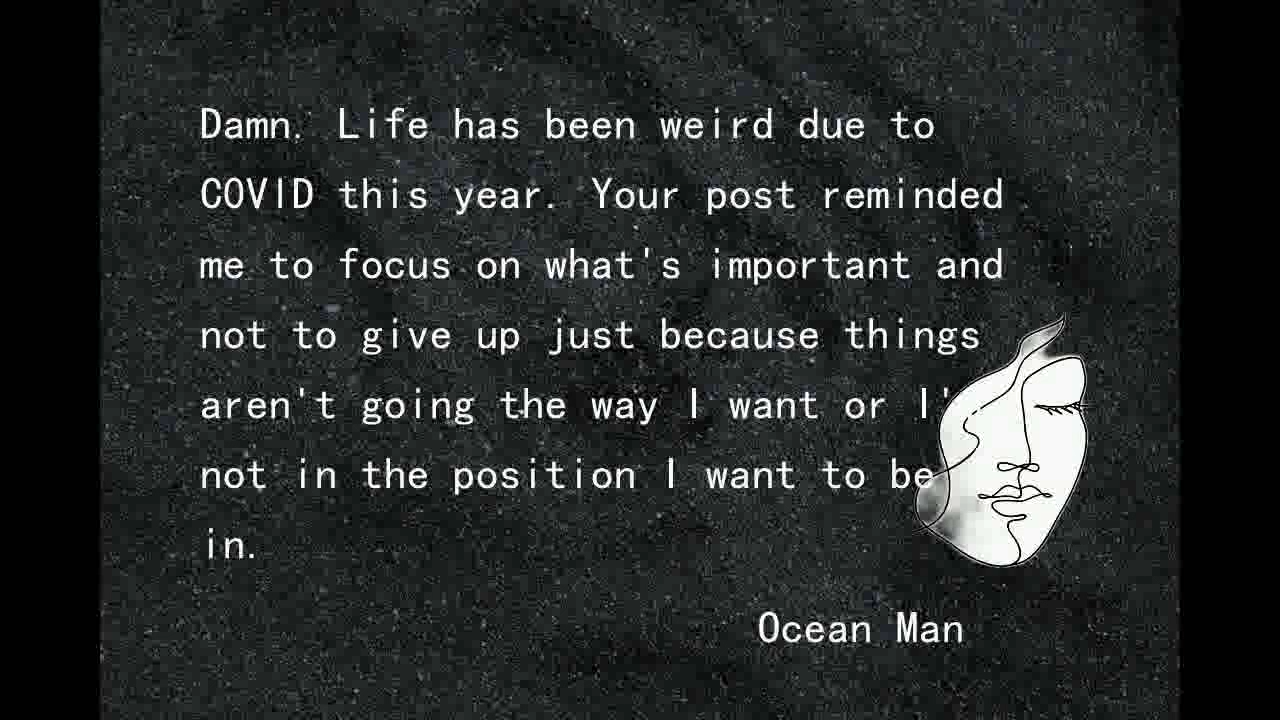 Damn. Life has been weird due to
COVID this year. Your post reminded
me to focus on what's important and
not to give up just because things
aren't going the way I want or
not in the position I want to be
in.
Ocean Man